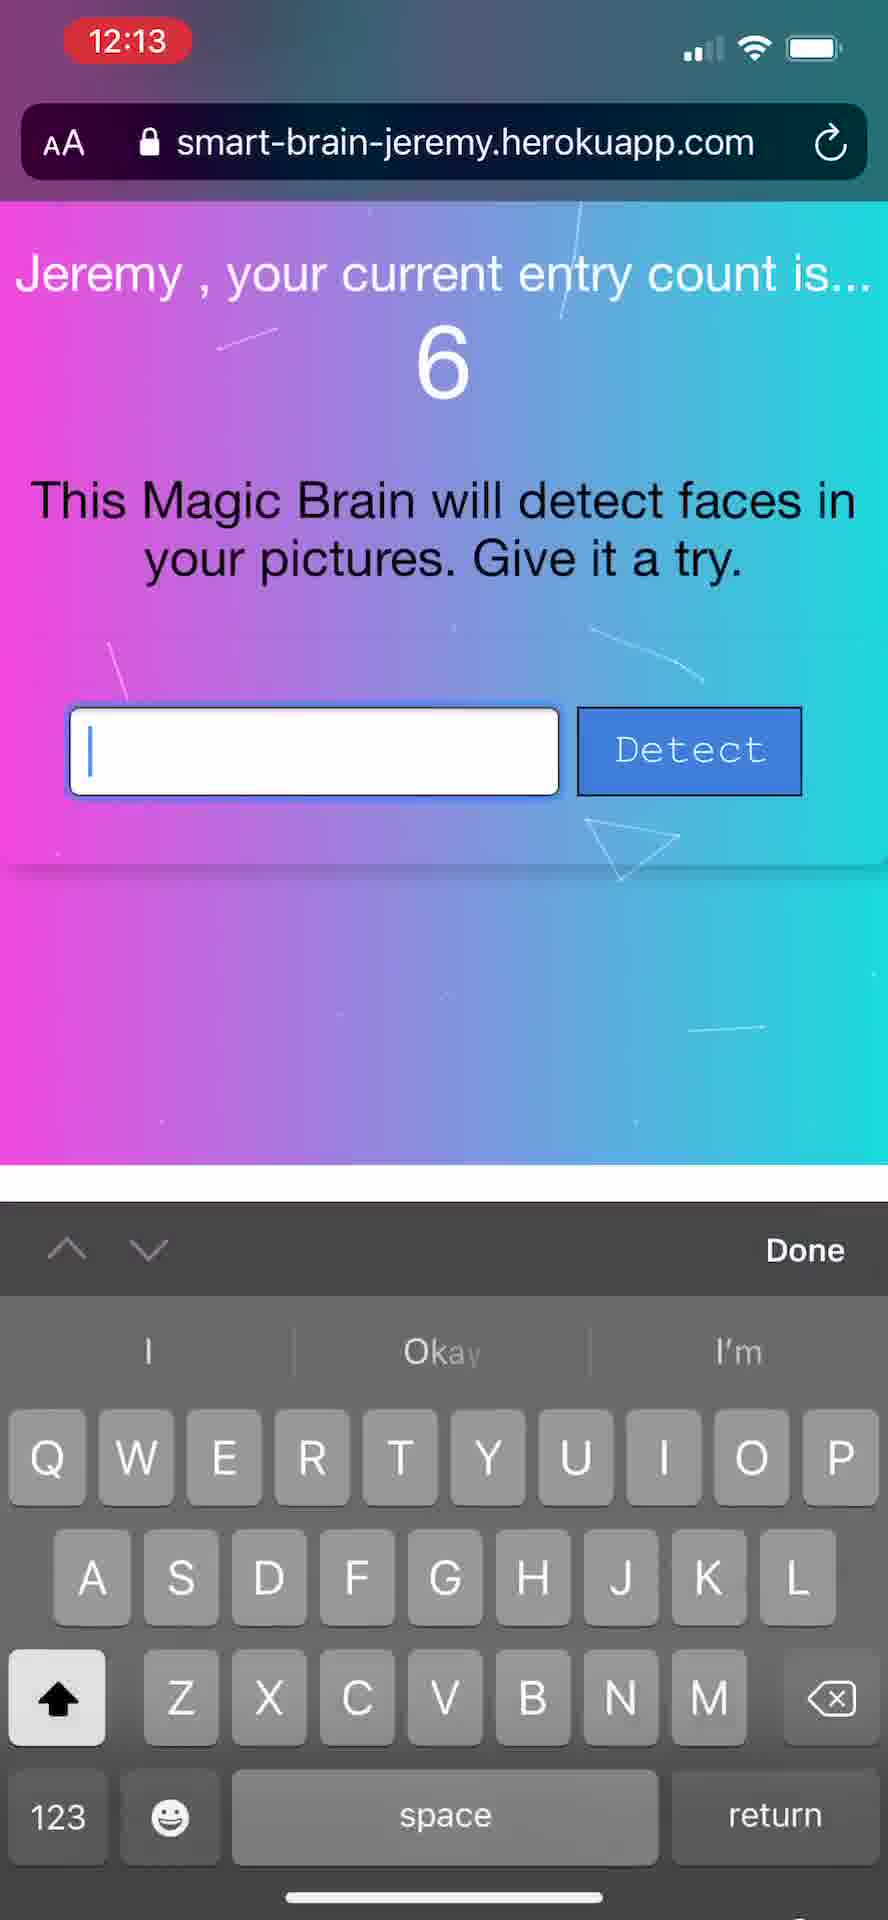 12:13
AA smart-brain-jeremy.herokuapp.com
Jeremy , your current entry count is...
6
This Magic Brain will detect faces in
your pictures. Give it a try.
Detect
Done
I Okay I'm
Q W E R T Y U I O P
A S D F G H J K L
Z X C V B N M
123 space return